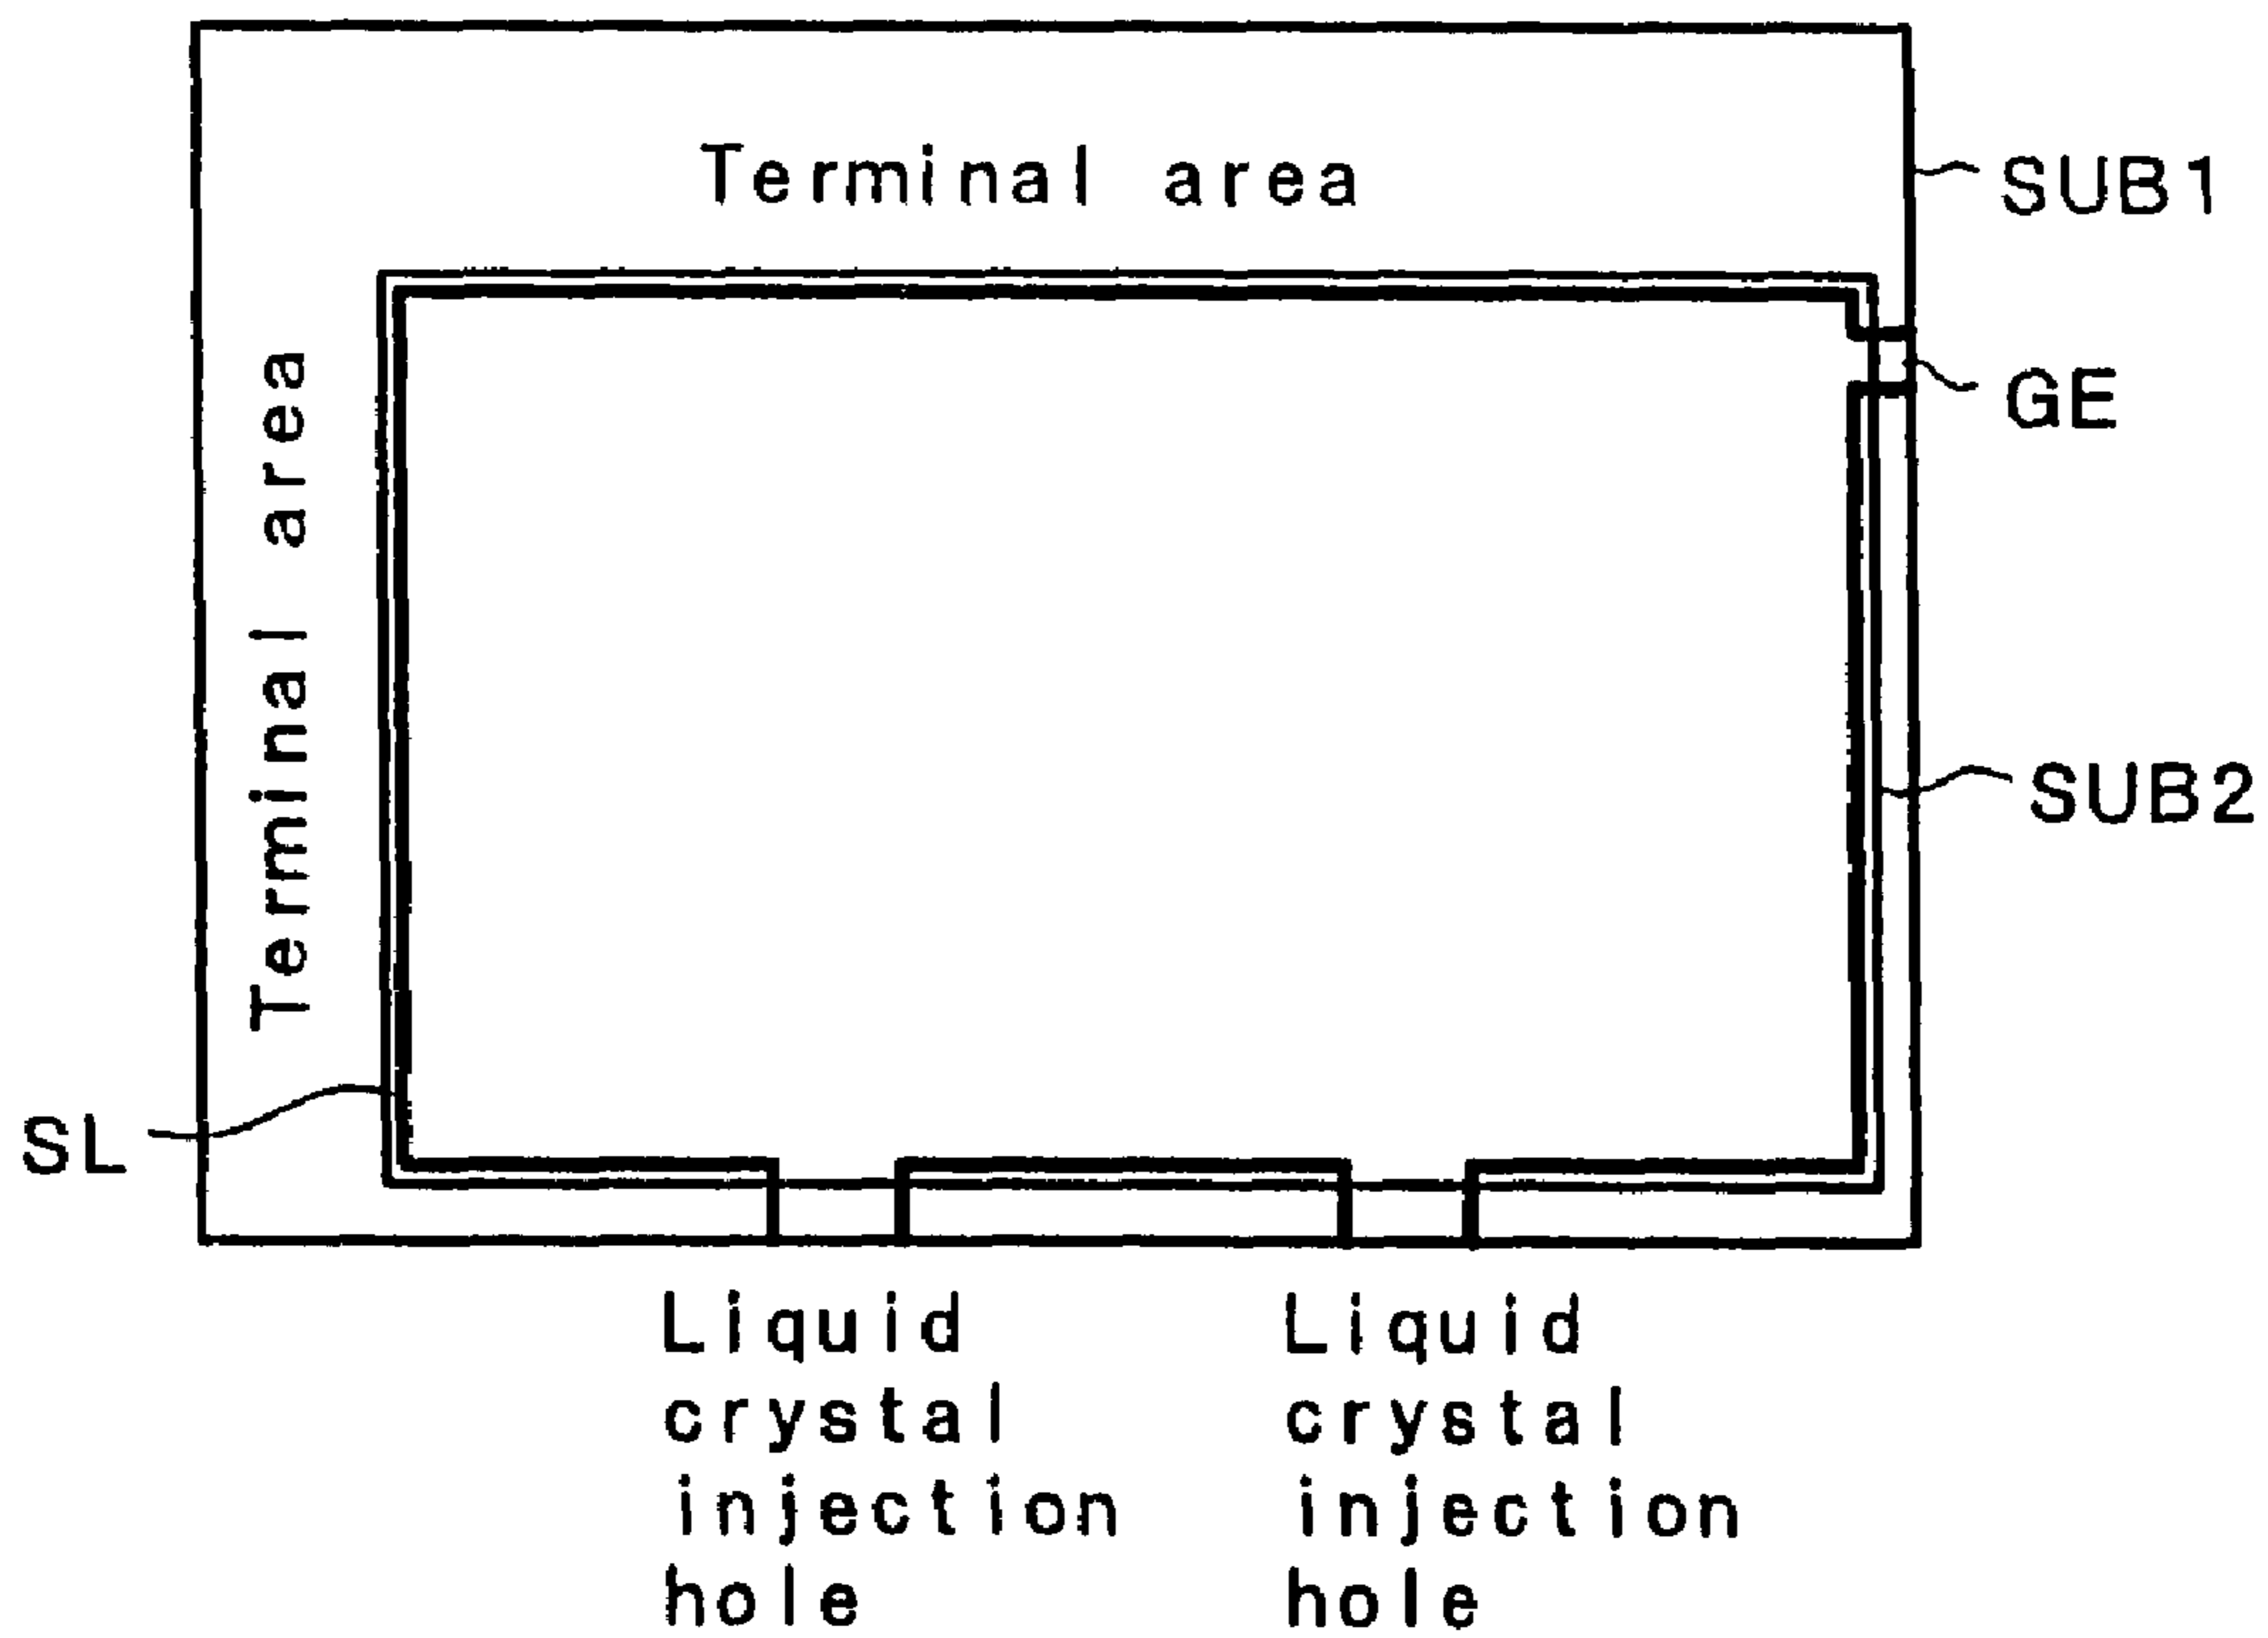 Terminal area
SUB1
GE
Terminal area
SUB2
SL
Liquid
crystal
injection
hole
Liquid
crystal
injection
hole